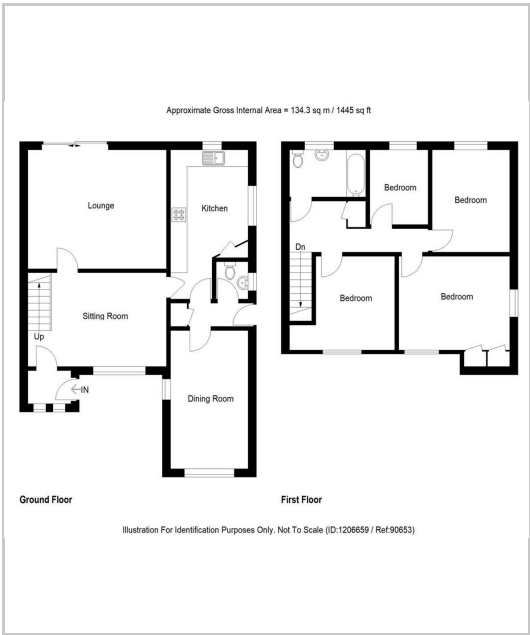 Approximate Gross Internal Area = 134.3 sq m / 1445 sq ft
Lounge
Kitchen
Sitting Room
Up
IN
Dining Room
Bedroom
Bedroom
Dn
Bedroom
Bedroom
Ground Floor
First Floor
Illustration For Identification Purposes Only. Not To Scale (ID:1206659 / Ref:90653)